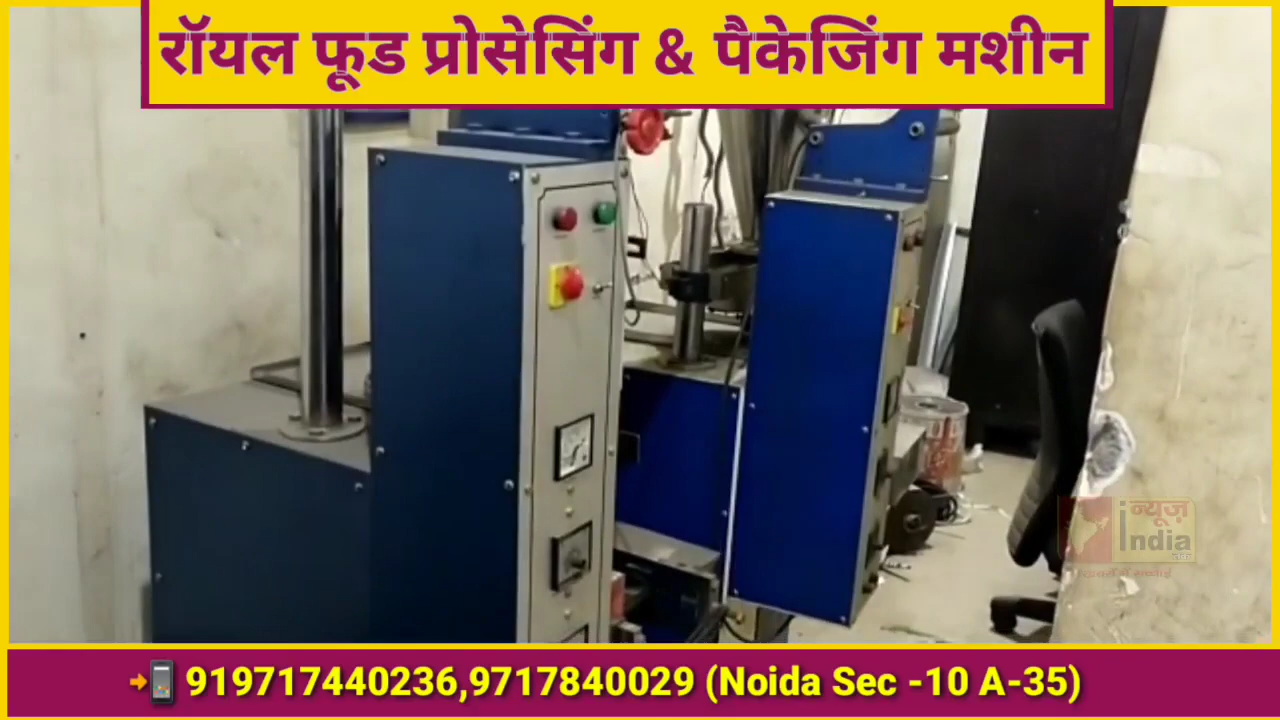 रॉयल फूड प्रोसेसिंग & पैकेजिंग मशीन
न्यूज़
India
919717440236,9717840029 (Noida Sec -10 A-35)